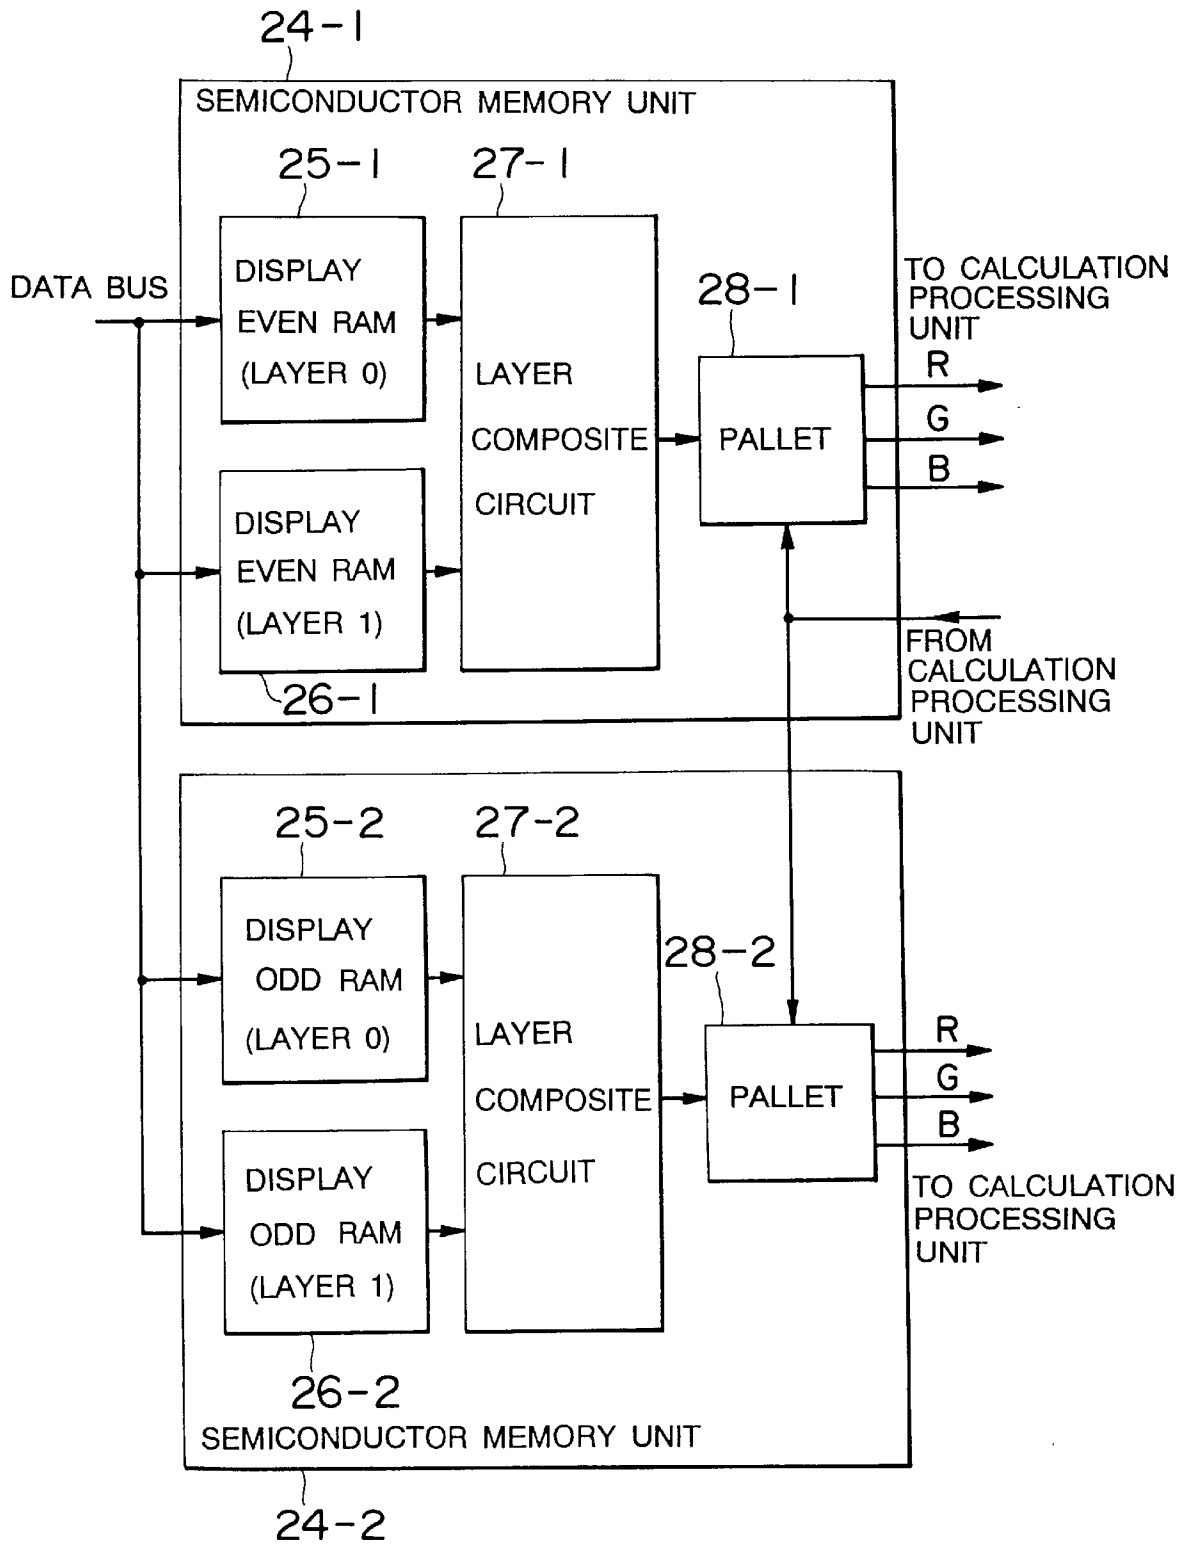 24-1
SEMICONDUCTOR MEMORY UNIT
25-1
27-1
DATA BUS
DISPLAY
EVEN RAM
(LAYER 0)
LAYER
COMPOSITE
CIRCUIT
28-1
PALLET
TO CALCULATION
PROCESSING
UNIT
R
G
B
DISPLAY
EVEN RAM
(LAYER 1)
26-1
FROM
CALCULATION
PROCESSING
UNIT
25-2
27-2
DISPLAY
ODD RAM
(LAYER 0)
LAYER
COMPOSITE
CIRCUIT
28-2
PALLET
R
G
B
TO CALCULATION
PROCESSING
UNIT
DISPLAY
ODD RAM
(LAYER 1)
26-2
SEMICONDUCTOR MEMORY UNIT
24-2